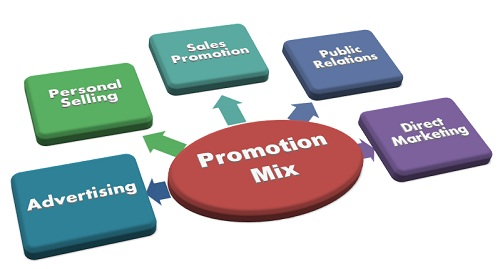 Sales
Promotion
Public
Relations
Personal
Selling
Direct
Marketing
Promotion
Mix
Advertising